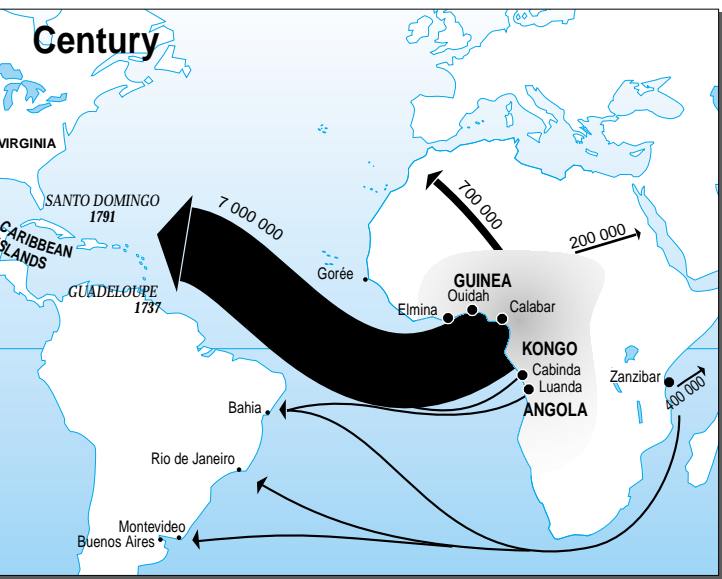 Century
VIRGINIA
SANTO DOMINGO
1791
7 000 000
700 000
200 000
CARIBBEAN
SLANDS
Gorée
GUADELOUPE
1737
GUINEA
Ouidah
Elmina
Calabar
KONGO
Cabinda
Zanzibar
Luanda
400 000
ANGOLA
Bahia
Rio de Janeiro
Montevideo
Buenos Aires